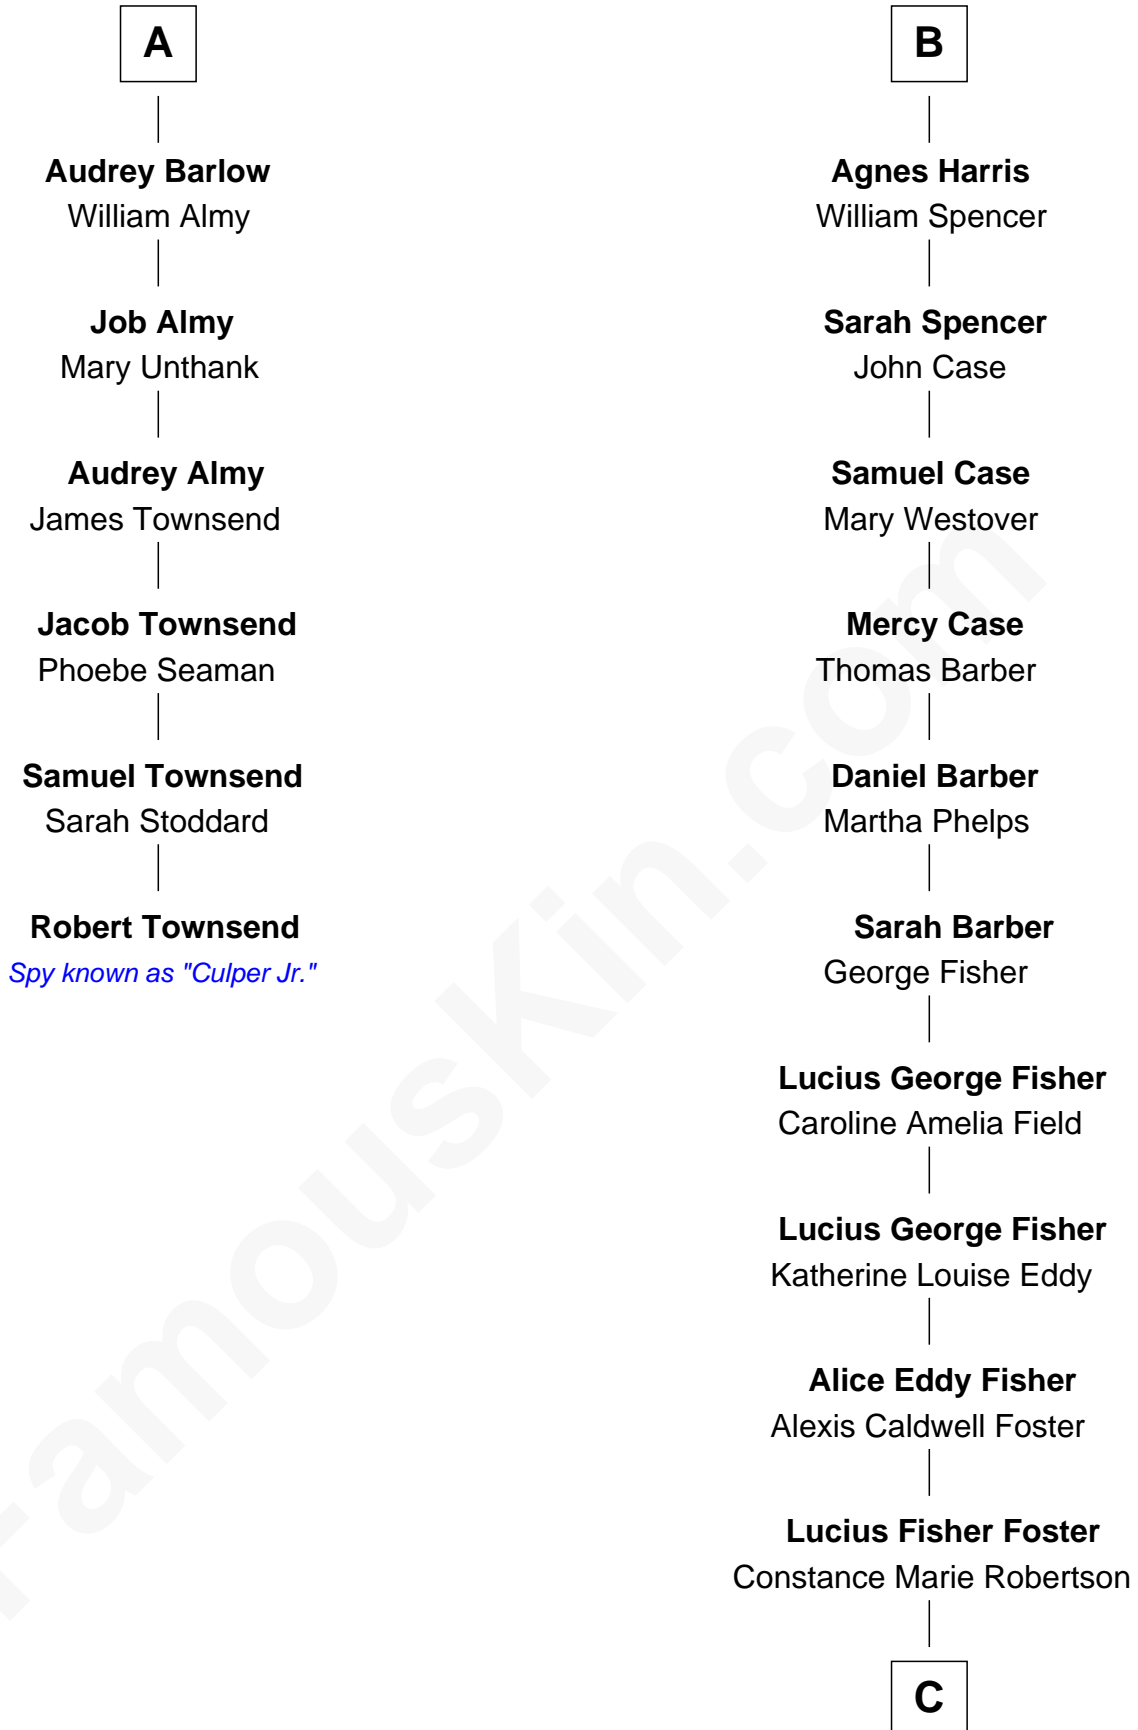 A
Audrey Barlow
William Almy
Job Almy
Mary Unthank
Audrey Almy
James Townsend
Jacob Townsend
Phoebe Seaman
Samuel Townsend
Sarah Stoddard
Robert Townsend
Spy known as "Culper Jr."
B
Agnes Harris
William Spencer
Sarah Spencer
John Case
Samuel Case
Mary Westover
Mercy Case
Thomas Barber
Daniel Barber
Martha Phelps
Sarah Barber
George Fisher
Lucius George Fisher
Caroline Amelia Field
Lucius George Fisher
Katherine Louise Eddy
Alice Eddy Fisher
Alexis Caldwell Foster
Lucius Fisher Foster
Constance Marie Robertson
C
FamousKin.com